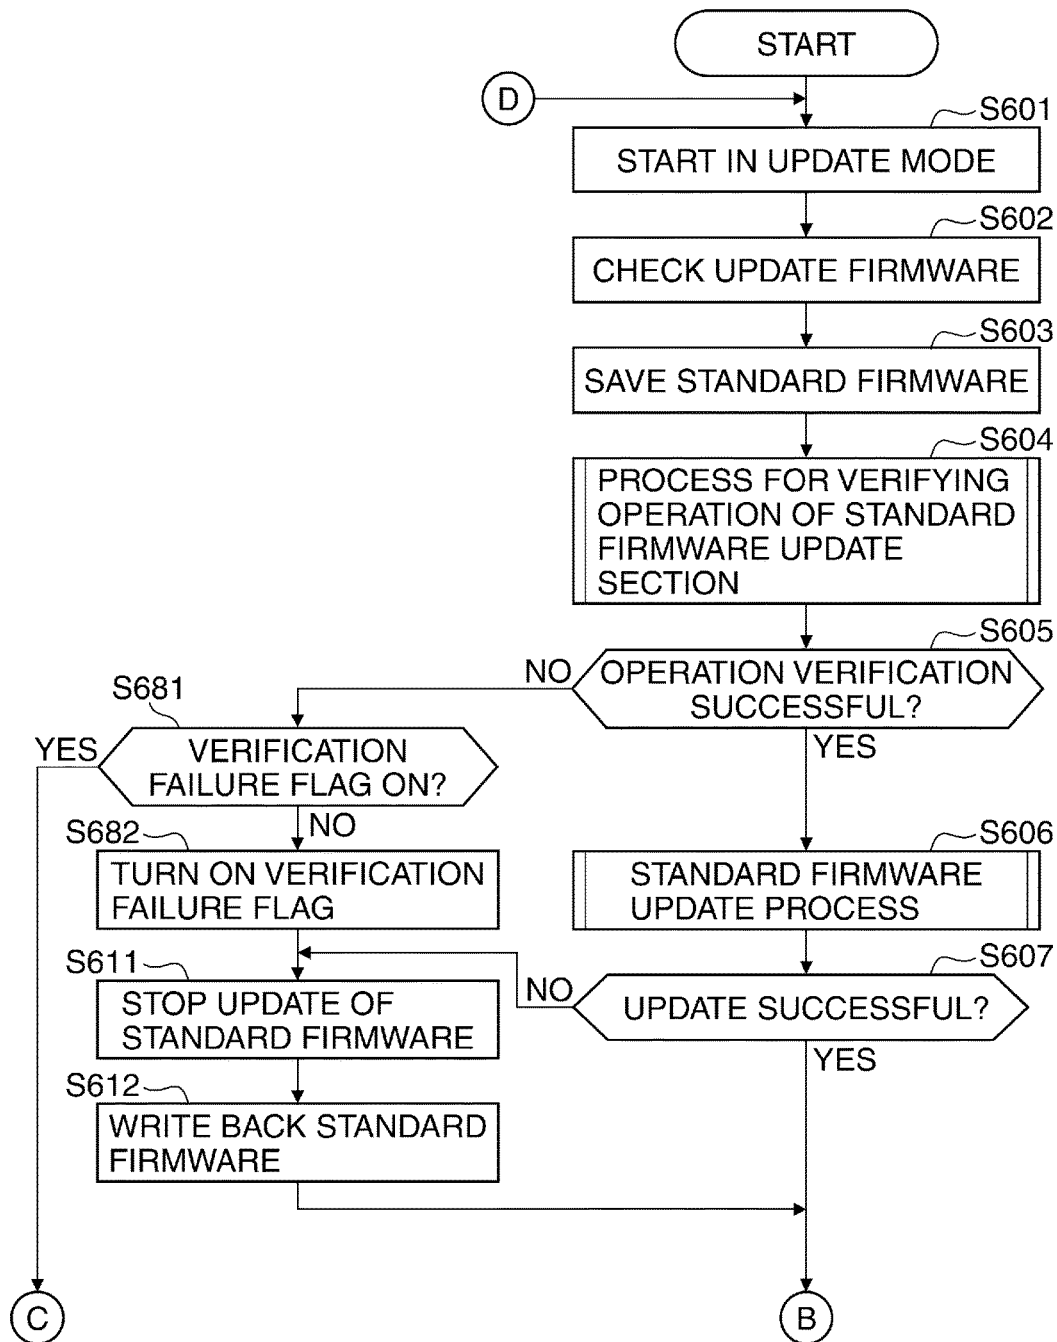 START
D
S601
START IN UPDATE MODE
S602
CHECK UPDATE FIRMWARE
S603
SAVE STANDARD FIRMWARE
S604
PROCESS FOR VERIFYING
OPERATION OF STANDARD
FIRMWARE UPDATE
SECTION
S605
NO
OPERATION VERIFICATION
SUCCESSFUL?
YES
S681
YES
VERIFICATION
FAILURE FLAG ON?
NO
S682
TURN ON VERIFICATION
FAILURE FLAG
S606
STANDARD FIRMWARE
UPDATE PROCESS
S607
NO
UPDATE SUCCESSFUL?
YES
S611
STOP UPDATE OF
STANDARD FIRMWARE
S612
WRITE BACK STANDARD
FIRMWARE
C
B